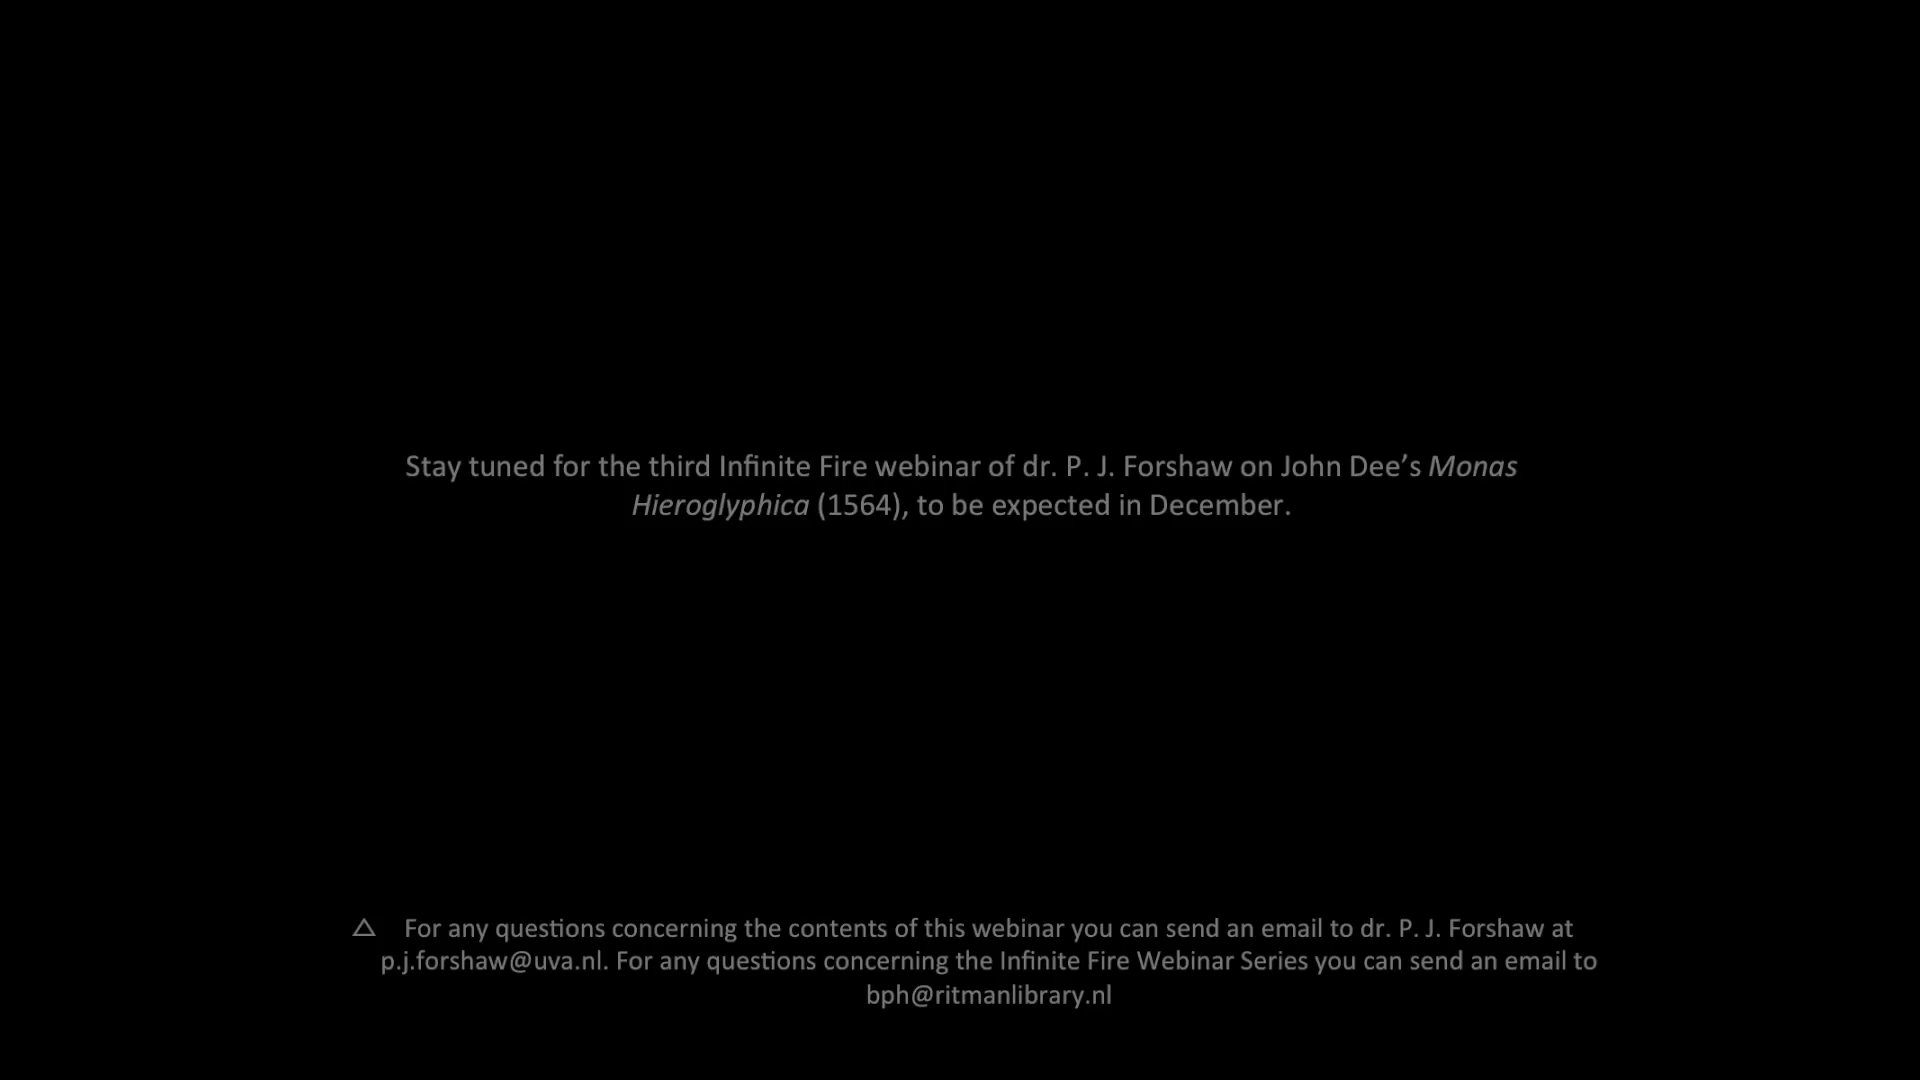 Stay tuned for the third Infinite Fire webinar of dr. P. J. Forshaw on John Dee’s Monas
Hieroglyphica (1564), to be expected in December.
△ For any questions concerning the contents of this webinar you can send an email to dr. P. J. Forshaw at
p.j.forshaw@uva.nl. For any questions concerning the Infinite Fire Webinar Series you can send an email to
bph@ritmanlibrary.nl